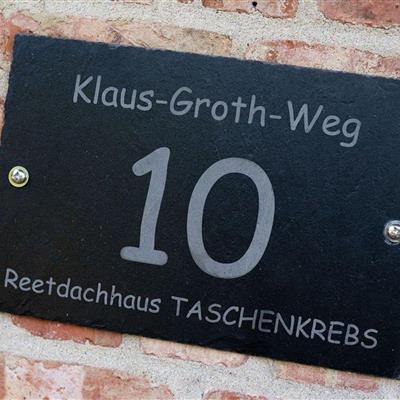 Klaus-Groth-Weg
10
Reetdachhaus TASCHENKREBS